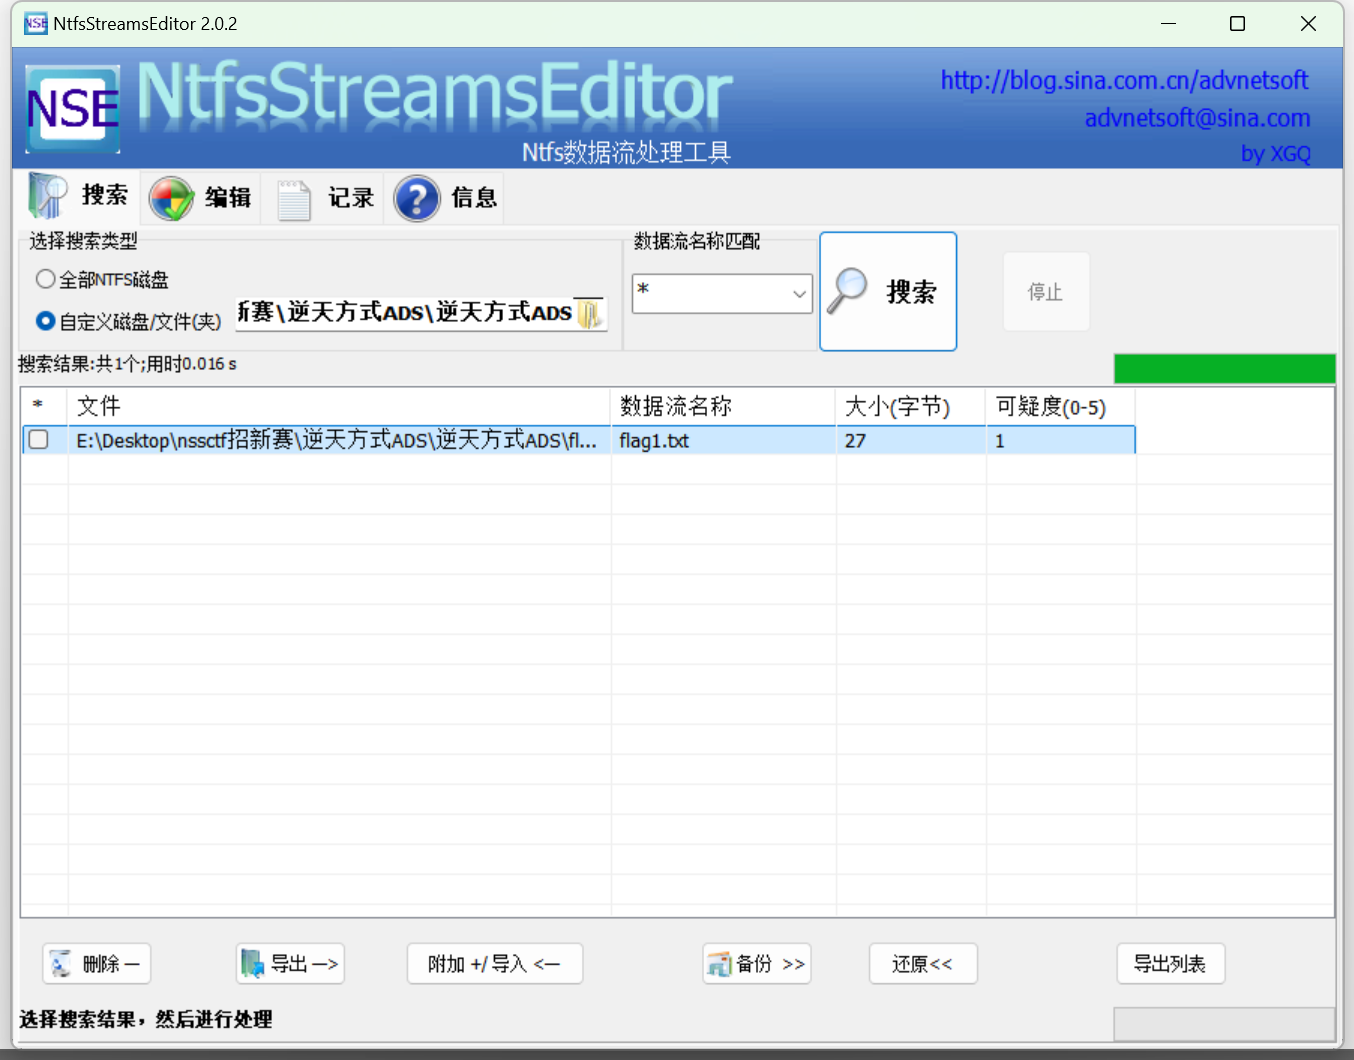 NSE NtfsStreamsEditor 2.0.2
NSE NtfsStreamsEditor
http://blog.sina.com.cn/advnetsoft
advnetsoft@sina.com
Ntfs数据流处理工具
by XGQ
搜索 编辑 记录 信息
选择搜索类型 数据流名称匹配
全部NTFS磁盘
* 搜索 停止
自定义磁盘/文件(夹) 新赛\逆天方式ADS\逆天方式ADS
搜索结果:共1个;用时0.016 s
* 文件 数据流名称 大小(字节) 可疑度(0-5)
E:\Desktop\nssctf招新赛\逆天方式ADS\逆天方式ADS\fl... flag1.txt 27 1
删除 — 导出 —> 附加 +/ 导入 <— 备份 >> 还原<< 导出列表
选择搜索结果，然后进行处理